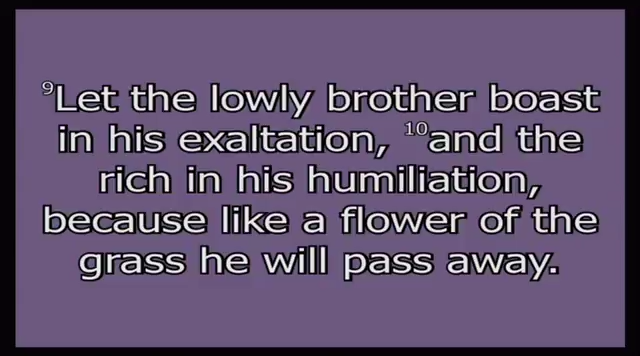 ⁹Let the lowly brother boast
in his exaltation, ¹⁰and the
rich in his humiliation,
because like a flower of the
grass he will pass away.